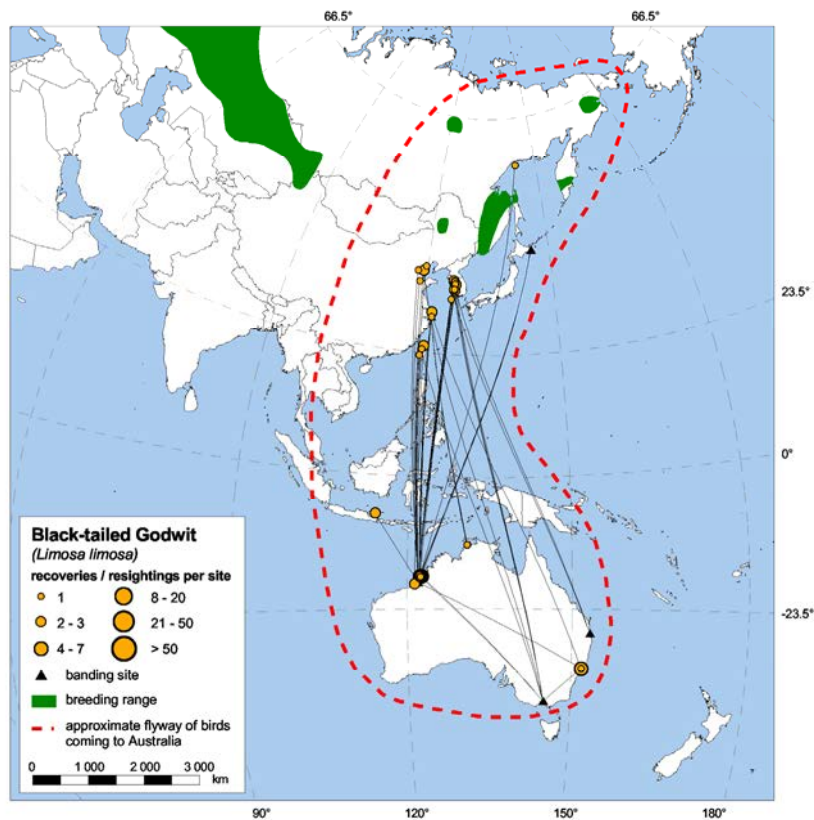 66.5°
66.5°
23.5°
0°
-23.5°
Black-tailed Godwit
(Limosa limosa)
recoveries / resightings per site
1
8 - 20
2 - 3
21 - 50
4 - 7
> 50
banding site
breeding range
approximate flyway of birds
coming to Australia
0 1 000 2 000 3 000
km
90°
120°
150°
180°